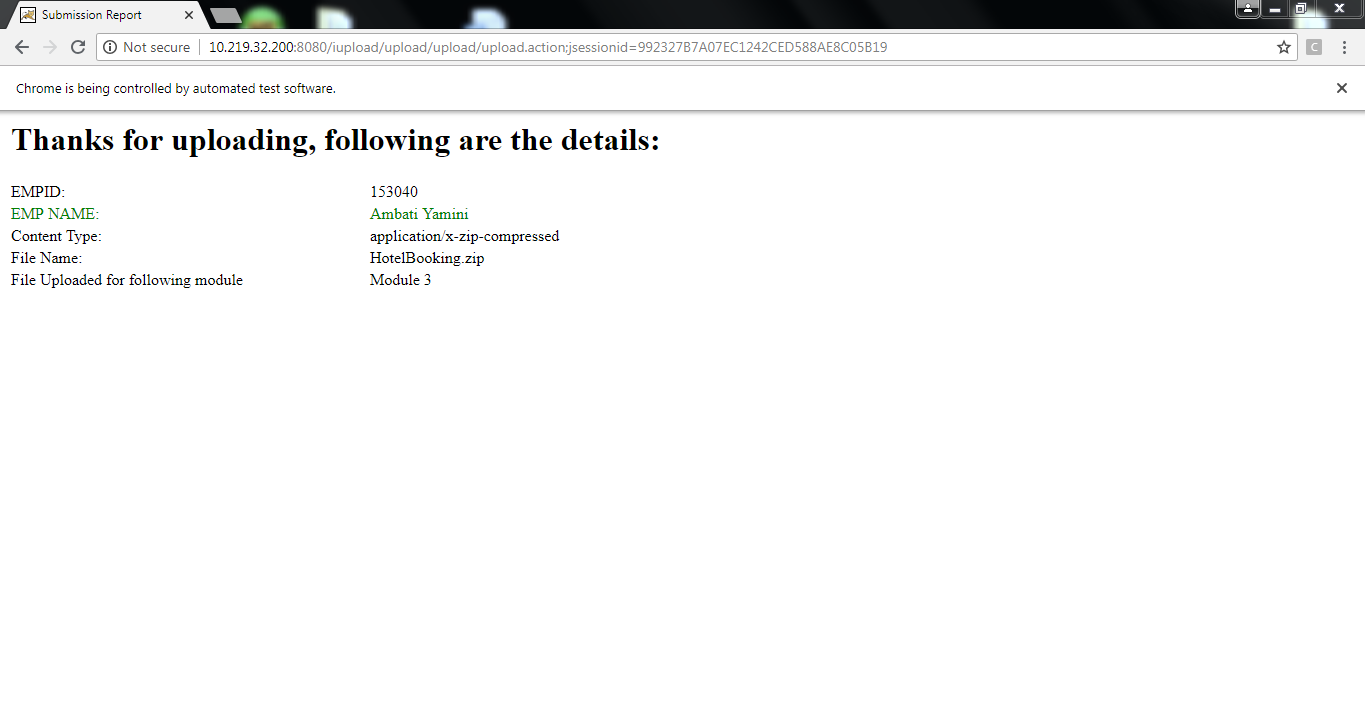 Submission Report
Not secure 10.219.32.200:8080/iupload/upload/upload/upload.action;jsessionid=992327B7A07EC1242CED588AE8C05B19
C
Chrome is being controlled by automated test software.
Thanks for uploading, following are the details:
EMPID: 153040
EMP NAME: Ambati Yamini
Content Type: application/x-zip-compressed
File Name: HotelBooking.zip
File Uploaded for following module Module 3